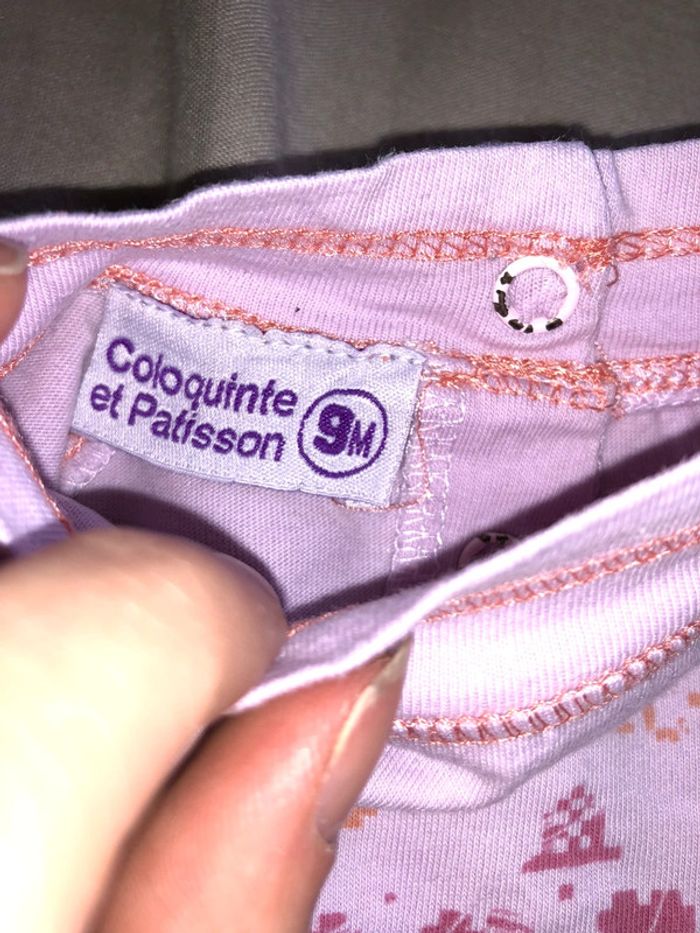 Coloquinte
et Patisson
9M